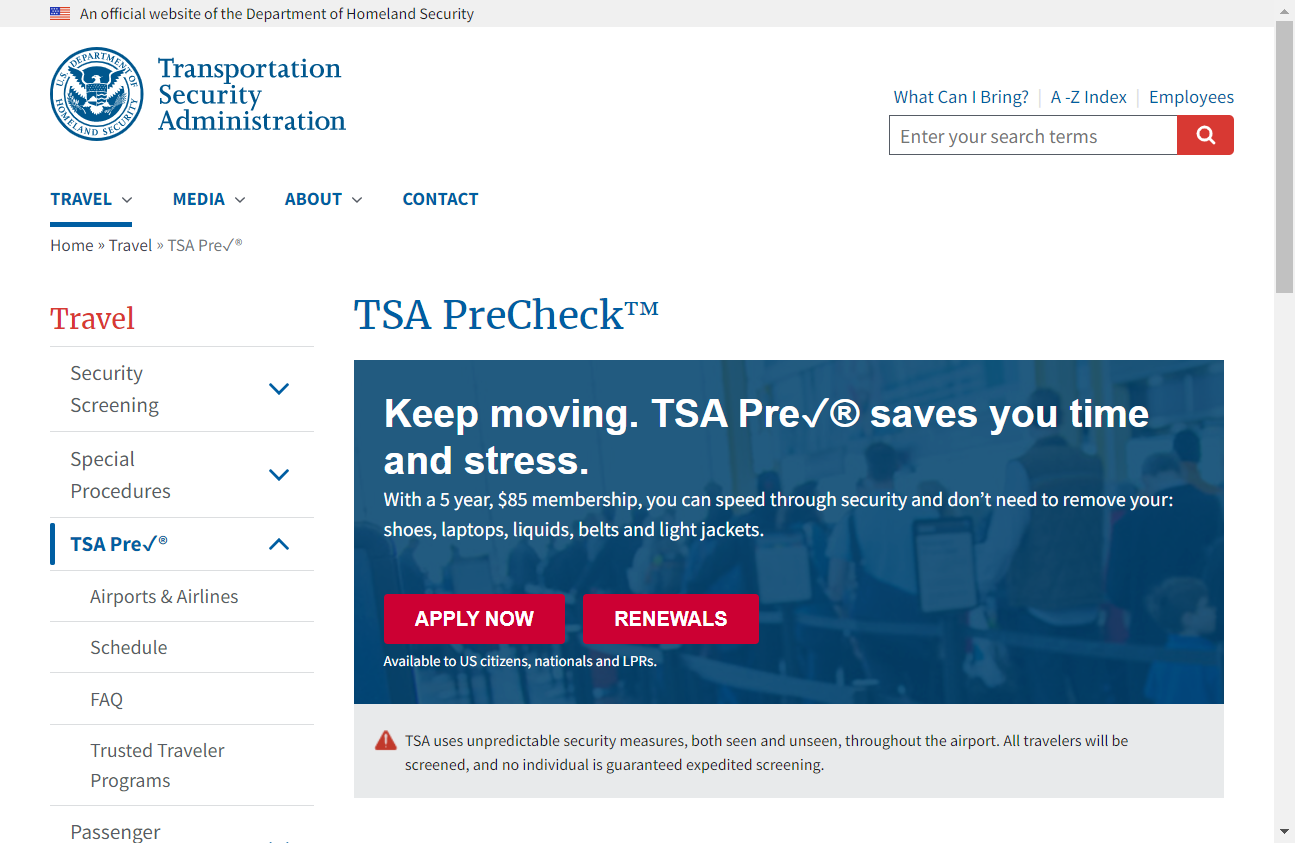 An official website of the Department of Homeland Security
U.S. DEPARTMENT OF HOMELAND SECURITY
Transportation
Security
Administration
What Can I Bring? | A -Z Index | Employees
Enter your search terms
TRAVEL MEDIA ABOUT CONTACT
Home » Travel » TSA Pre✓®
Travel
Security
Screening
Special
Procedures
TSA Pre✓®
Airports & Airlines
Schedule
FAQ
Trusted Traveler
Programs
Passenger
TSA PreCheck™
Keep moving. TSA Pre✓® saves you time
and stress.
With a 5 year, $85 membership, you can speed through security and don’t need to remove your:
shoes, laptops, liquids, belts and light jackets.
APPLY NOW RENEWALS
Available to US citizens, nationals and LPRs.
TSA uses unpredictable security measures, both seen and unseen, throughout the airport. All travelers will be
screened, and no individual is guaranteed expedited screening.